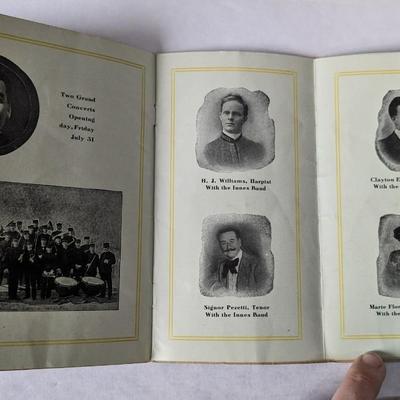 Two Grand
Concerts
Opening
day, Friday
July 31
H. J. Williams, Harpist
With the Innes Band
Signor Pezetti, Tenor
With the Innes Band
Clayton E
With the
Marie Flo
With the